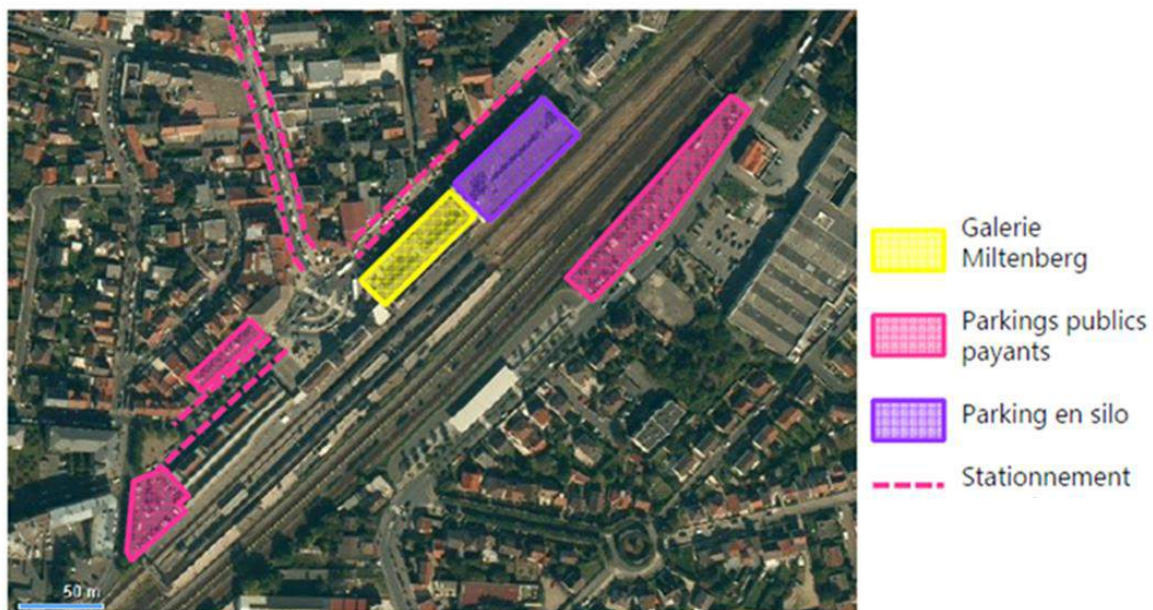 Galerie
Miltenberg
Parkings publics
payants
Parking en silo
Stationnement
50 m